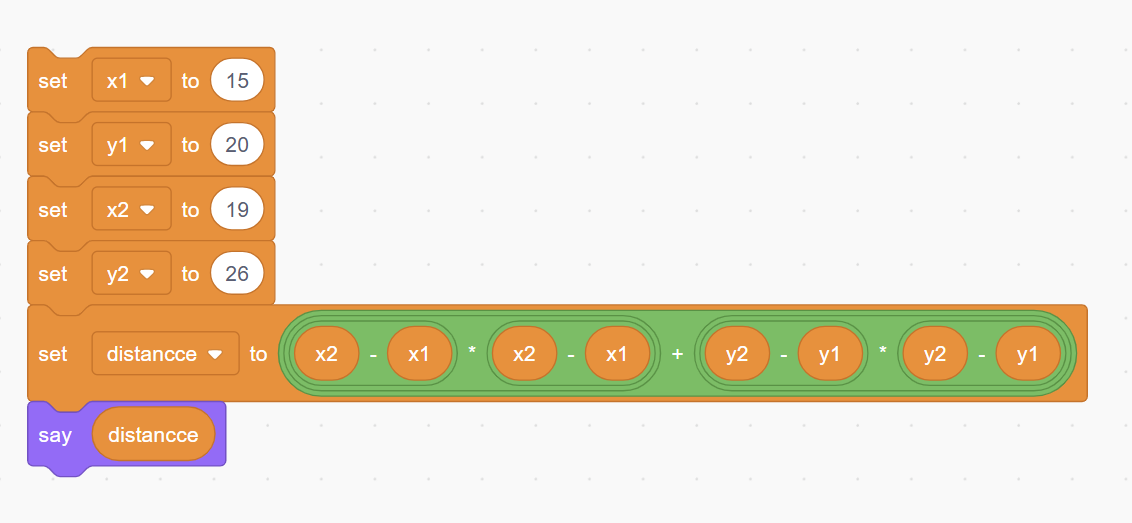 set x1 to 15
set y1 to 20
set x2 to 19
set y2 to 26
set distancce to x2 - x1 * x2 - x1 + y2 - y1 * y2 - y1
say distancce